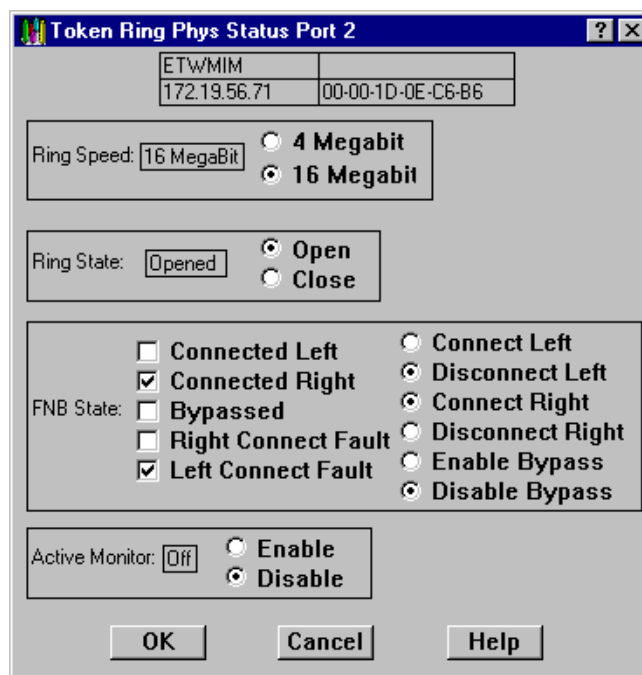 Token Ring Phys Status Port 2
ETWMIM
172.19.56.71 00-00-1D-0E-C6-B6
Ring Speed: 16 MegaBit
4 Megabit
16 Megabit
Ring State: Opened
Open
Close
FNB State:
Connected Left
Connected Right
Bypassed
Right Connect Fault
Left Connect Fault
Connect Left
Disconnect Left
Connect Right
Disconnect Right
Enable Bypass
Disable Bypass
Active Monitor: Off
Enable
Disable
OK Cancel Help